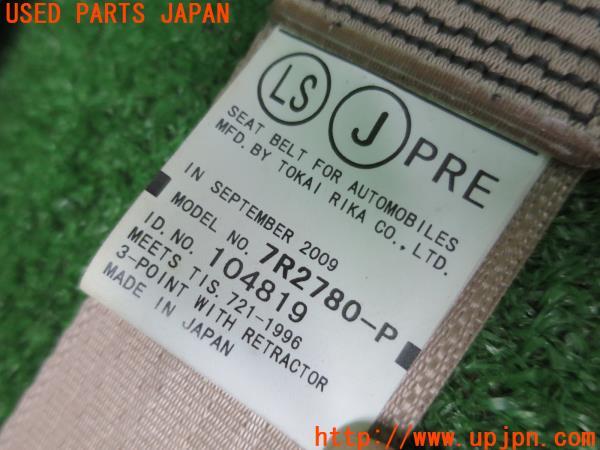 USED PARTS JAPAN
LS J PRE
SEAT BELT FOR AUTOMOBILES
MFD. BY TOKAI RIKA CO., LTD.
IN SEPTEMBER 2009
MODEL NO. 7R2780-P
ID. NO. 104819
MEETS TIS. 721-1996
3-POINT WITH RETRACTOR
MADE IN JAPAN
http://www.upjpn.com/